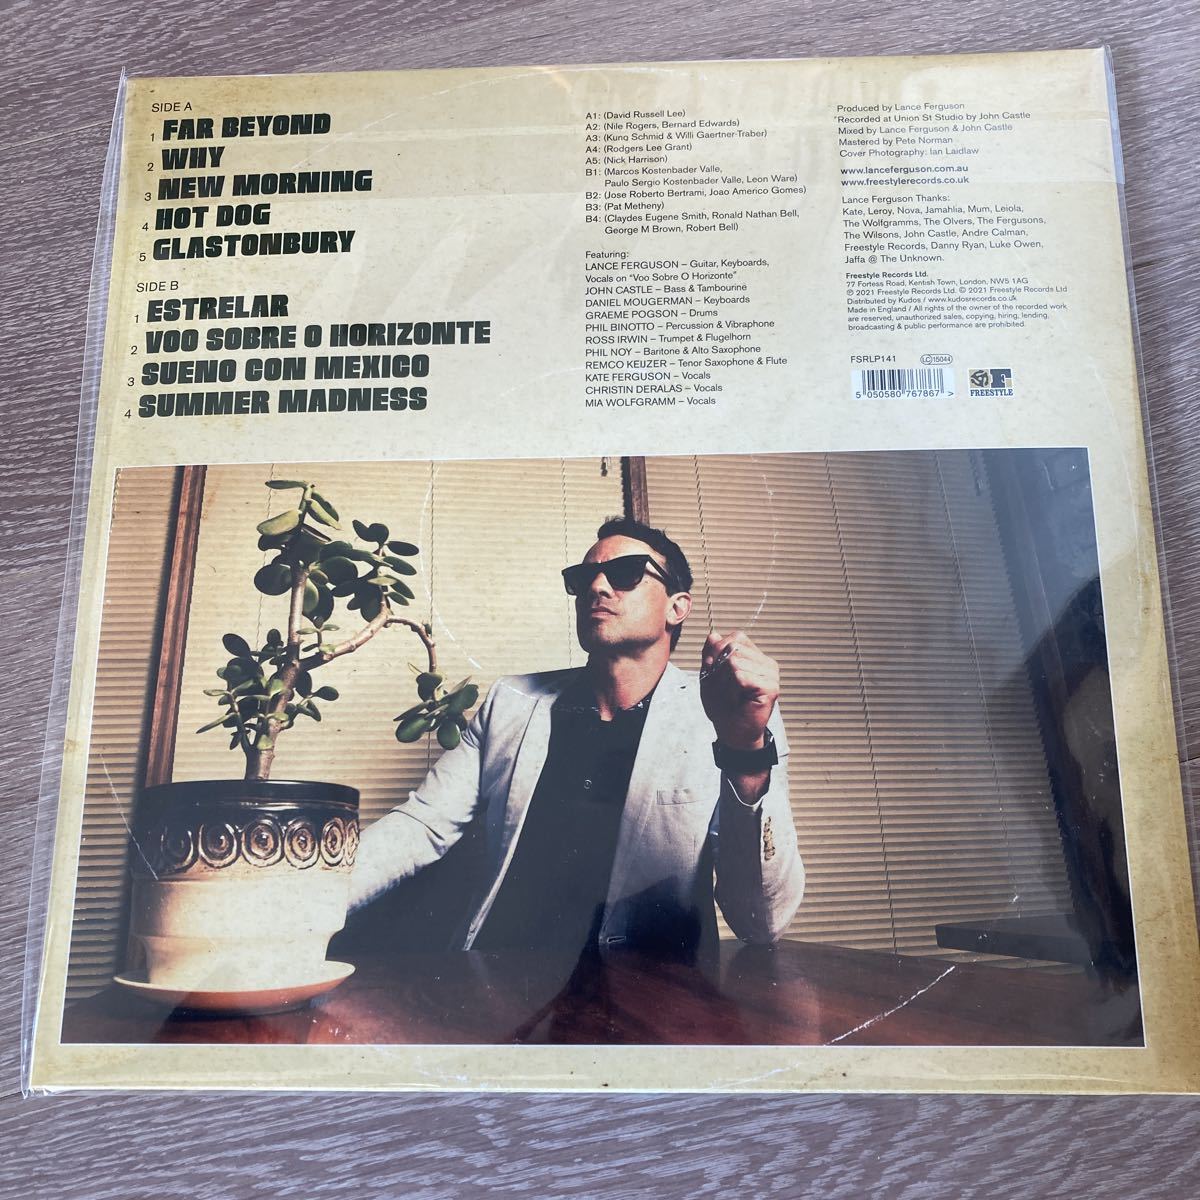 SIDE A
1 FAR BEYOND
2 WHY
3 NEW MORNING
4 HOT DOG
5 GLASTONBURY
SIDE B
1 ESTRELAR
2 VOO SOBRE O HORIZONTE
3 SUENO CON MEXICO
4 SUMMER MADNESS
A1: (David Russell Lee)
A2: (Nile Rogers, Bernard Edwards)
A3: (Kunq Schmid & Willi Gaertner-Traber)
A4: (Rodgers Lee Grant)
A5: (Nick Harrison)
B1: (Marcos Kostenbader Valle,
Paulo Sergio Kostenbader Valle, Leon Ware)
B2: (Jose Roberto Bertrami, Joao Americo Gomes)
B3: (Pat Metheny)
B4: (Claydes Eugene Smith, Ronald Nathan Bell,
George M Brown, Robert Bell)
Featuring:
LANCE FERGUSON – Guitar, Keyboards,
Vocals on "Voo Sobre O Horizonte"
JOHN CASTLE – Bass & Tambourine
DANIEL MOUGERMAN – Keyboards
GRAEME POGSON – Drums
PHIL BINOTTO – Percussion & Vibraphone
ROSS IRWIN – Trumpet & Flugelhorn
PHIL NOY – Baritone & Alto Saxophone
REMCO KEIJZER – Tenor Saxophone & Flute
KATE FERGUSON – Vocals
CHRISTIN DERALAS – Vocals
MIA WOLFGRAMM – Vocals
Produced by Lance Ferguson
Recorded at Union St Studio by John Castle
Mixed by Lance Ferguson & John Castle
Mastered by Pete Norman
Cover Photography: Ian Laidlaw
www.lanceferguson.com.au
www.freestylerecords.co.uk
Lance Ferguson Thanks:
Kate, Leroy, Nova, Jamahlia, Mum, Leiola,
The Wolfgramms, The Olvers, The Fergusons,
The Wilsons, John Castle, Andre Calman,
Freestyle Records, Danny Ryan, Luke Owen,
Jaffa @ The Unknown.
Freestyle Records Ltd.
77 Fortess Road, Kentish Town, London, NW5 1AG
℗ 2021 Freestyle Records Ltd. © 2021 Freestyle Records Ltd
Distributed by Kudos / www.kudosrecords.co.uk
Made in England / All rights of the owner of the recorded work
are reserved, unauthorized sales, copying, hiring, lending,
broadcasting & public performance are prohibited.
FSRLP141 LC 15044
5 050580 767867 >
F
FREESTYLE